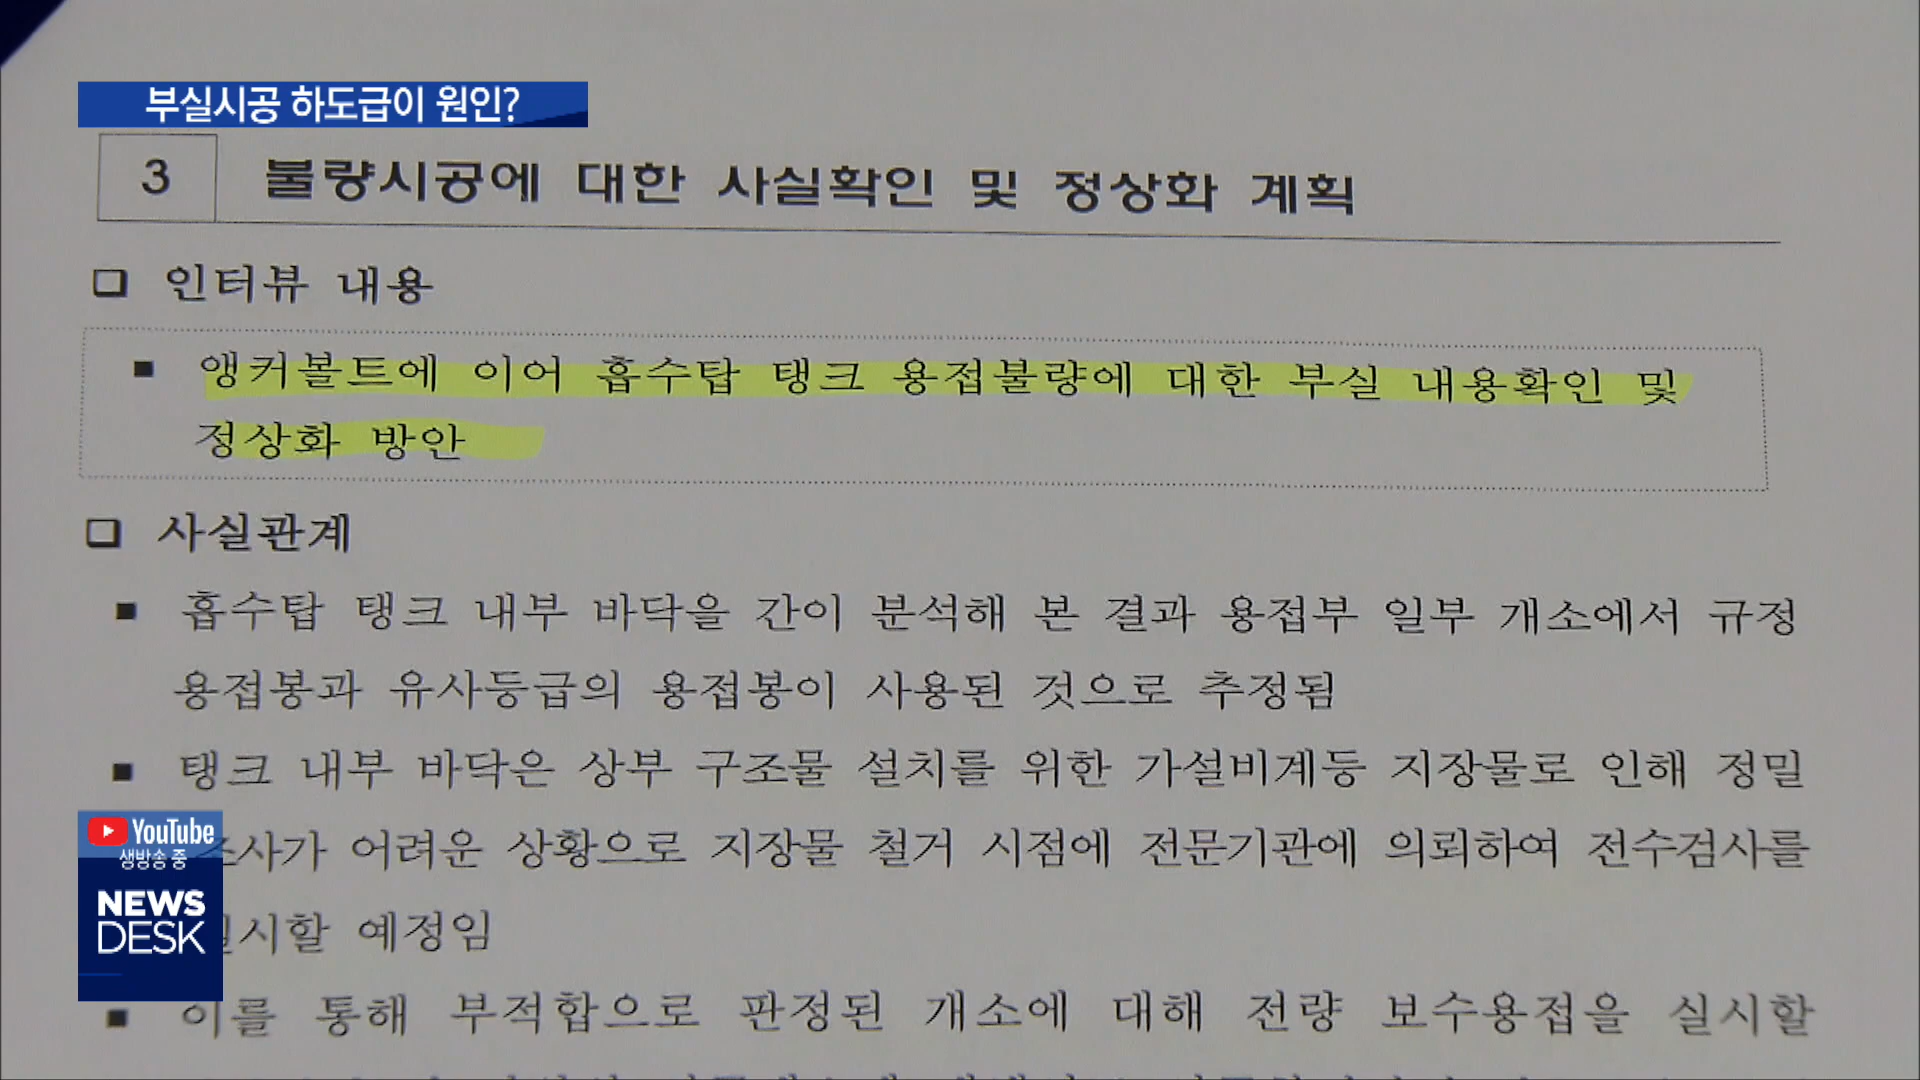 부실시공 하도급이 원인?
3 불량시공에 대한 사실확인 및 정상화 계획
❑ 인터뷰 내용
▪ 앵커볼트에 이어 흡수탑 탱크 용접불량에 대한 부실 내용확인 및
정상화 방안
❑ 사실관계
▪ 흡수탑 탱크 내부 바닥을 간이 분석해 본 결과 용접부 일부 개소에서 규정
용접봉과 유사등급의 용접봉이 사용된 것으로 추정됨
▪ 탱크 내부 바닥은 상부 구조물 설치를 위한 가설비계등 지장물로 인해 정밀
조사가 어려운 상황으로 지장물 철거 시점에 전문기관에 의뢰하여 전수검사를
실시할 예정임
▪ 이를 통해 부적합으로 판정된 개소에 대해 전량 보수용접을 실시할
YouTube
생방송 중
NEWS
DESK